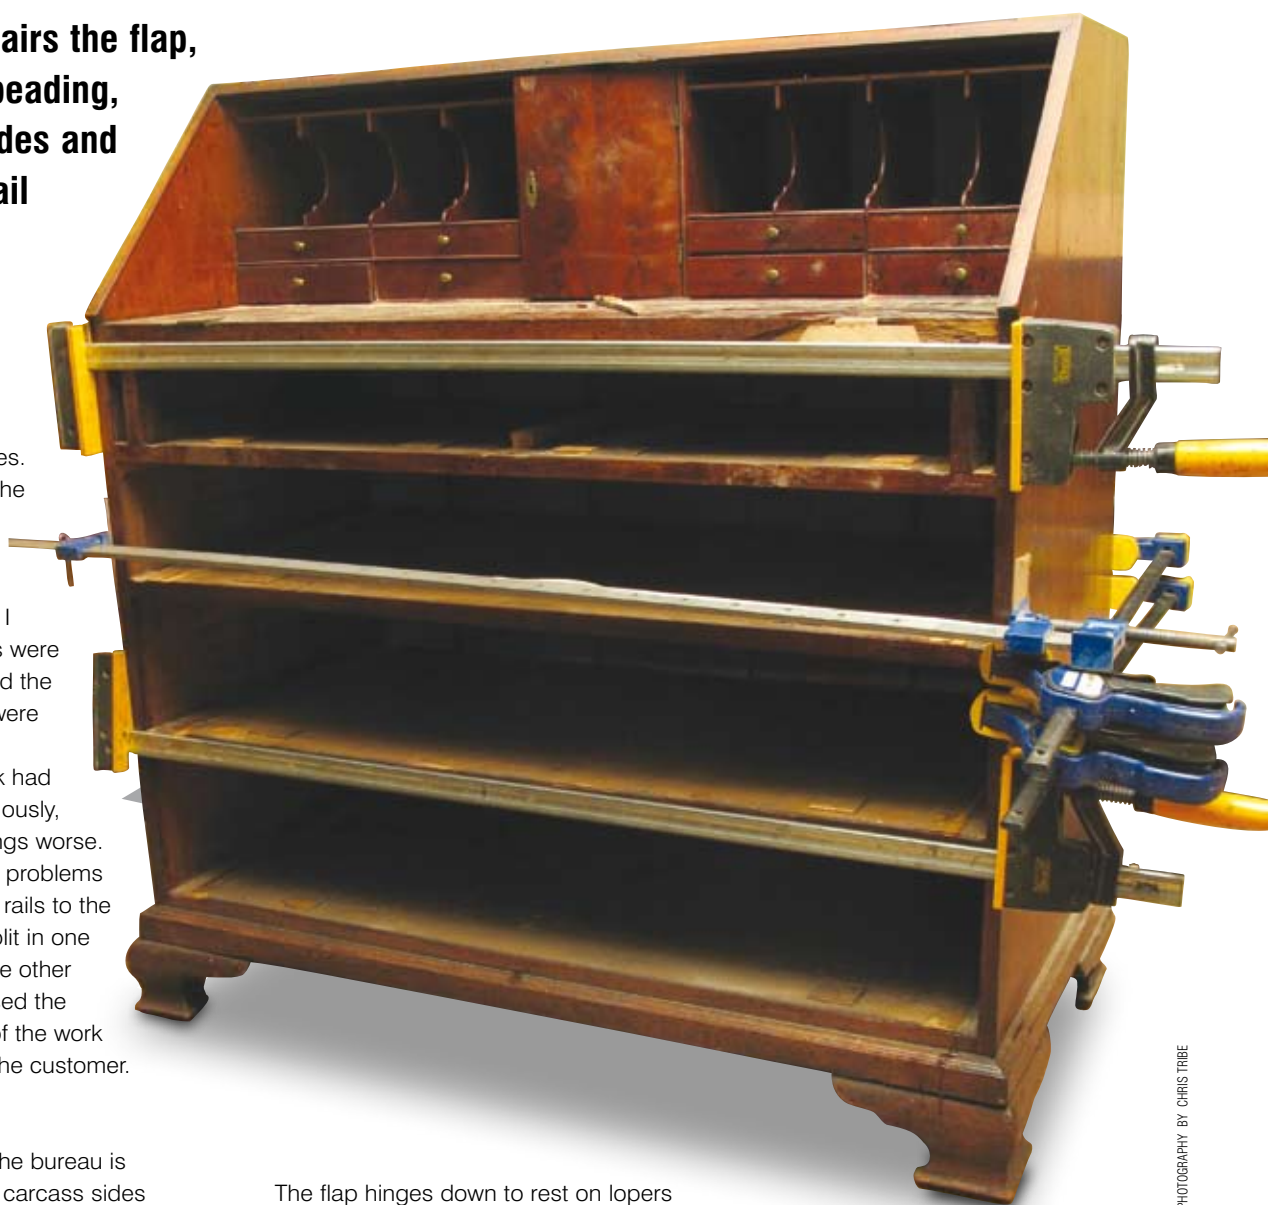 airs the flap,
beading,
des and
ail
es.
he
I
s were
d the
were
k had
ously,
ngs worse.
problems
rails to the
plit in one
e other
sed the
of the work
he customer.
he bureau is
carcass sides
The flap hinges down to rest on lopers
PHOTOGRAPHY BY CHRIS TRIBE